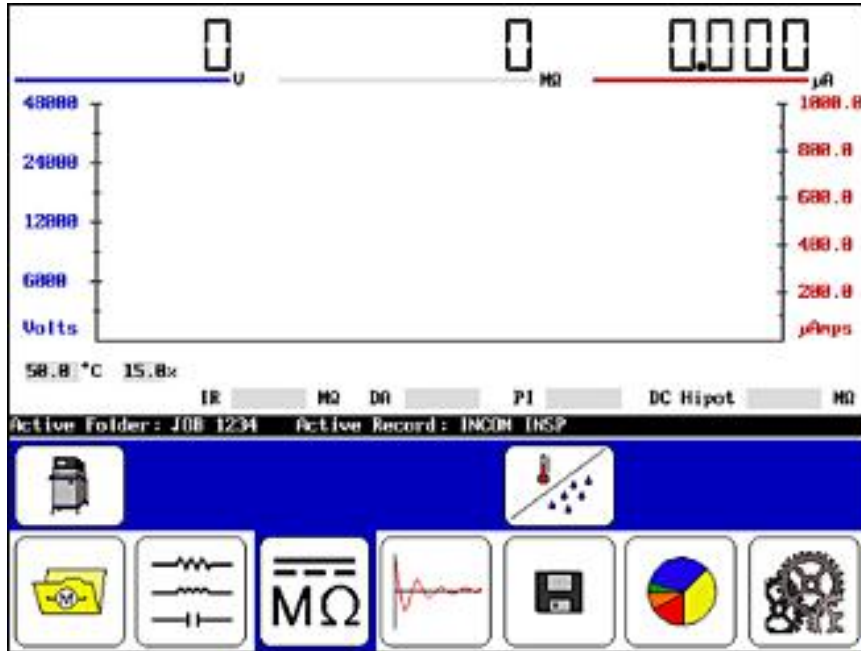 0 V 0 MΩ 0.000 µA
48000 1000.0
800.0
24000
600.0
12000
400.0
6000
200.0
Volts µAmps
50.0 °C 15.0%
IR MΩ DA PI DC Hipot MΩ
Active Folder: JOB 1234 Active Record: INCOM INSP
M MΩ